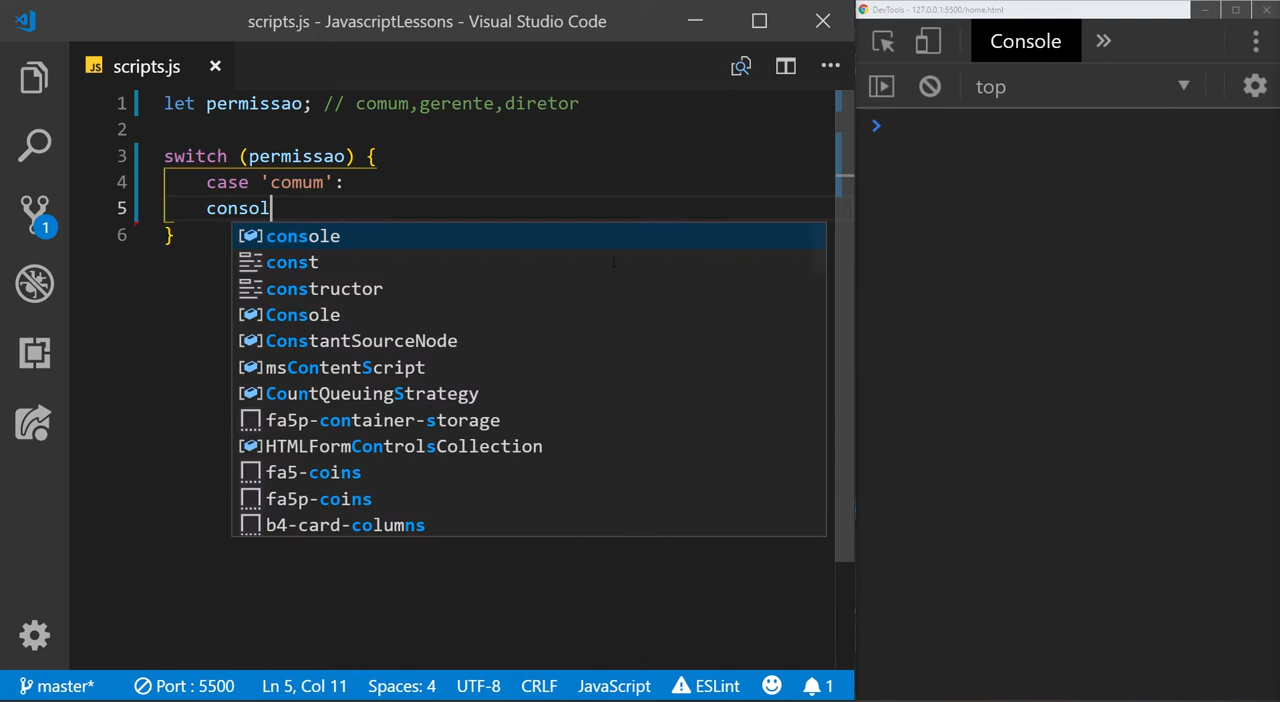 scripts.js - JavascriptLessons - Visual Studio Code
DevTools - 127.0.0.1:5500/home.html
JS scripts.js
Console
top
1 let permissao; // comum,gerente,diretor
2
3 switch (permissao) {
4 case 'comum':
5 consol
6 }
console
const
constructor
Console
ConstantSourceNode
msContentScript
CountQueuingStrategy
fa5p-container-storage
HTMLFormControlsCollection
fa5-coins
fa5p-coins
b4-card-columns
1
master* Port : 5500 Ln 5, Col 11 Spaces: 4 UTF-8 CRLF JavaScript ESLint 1